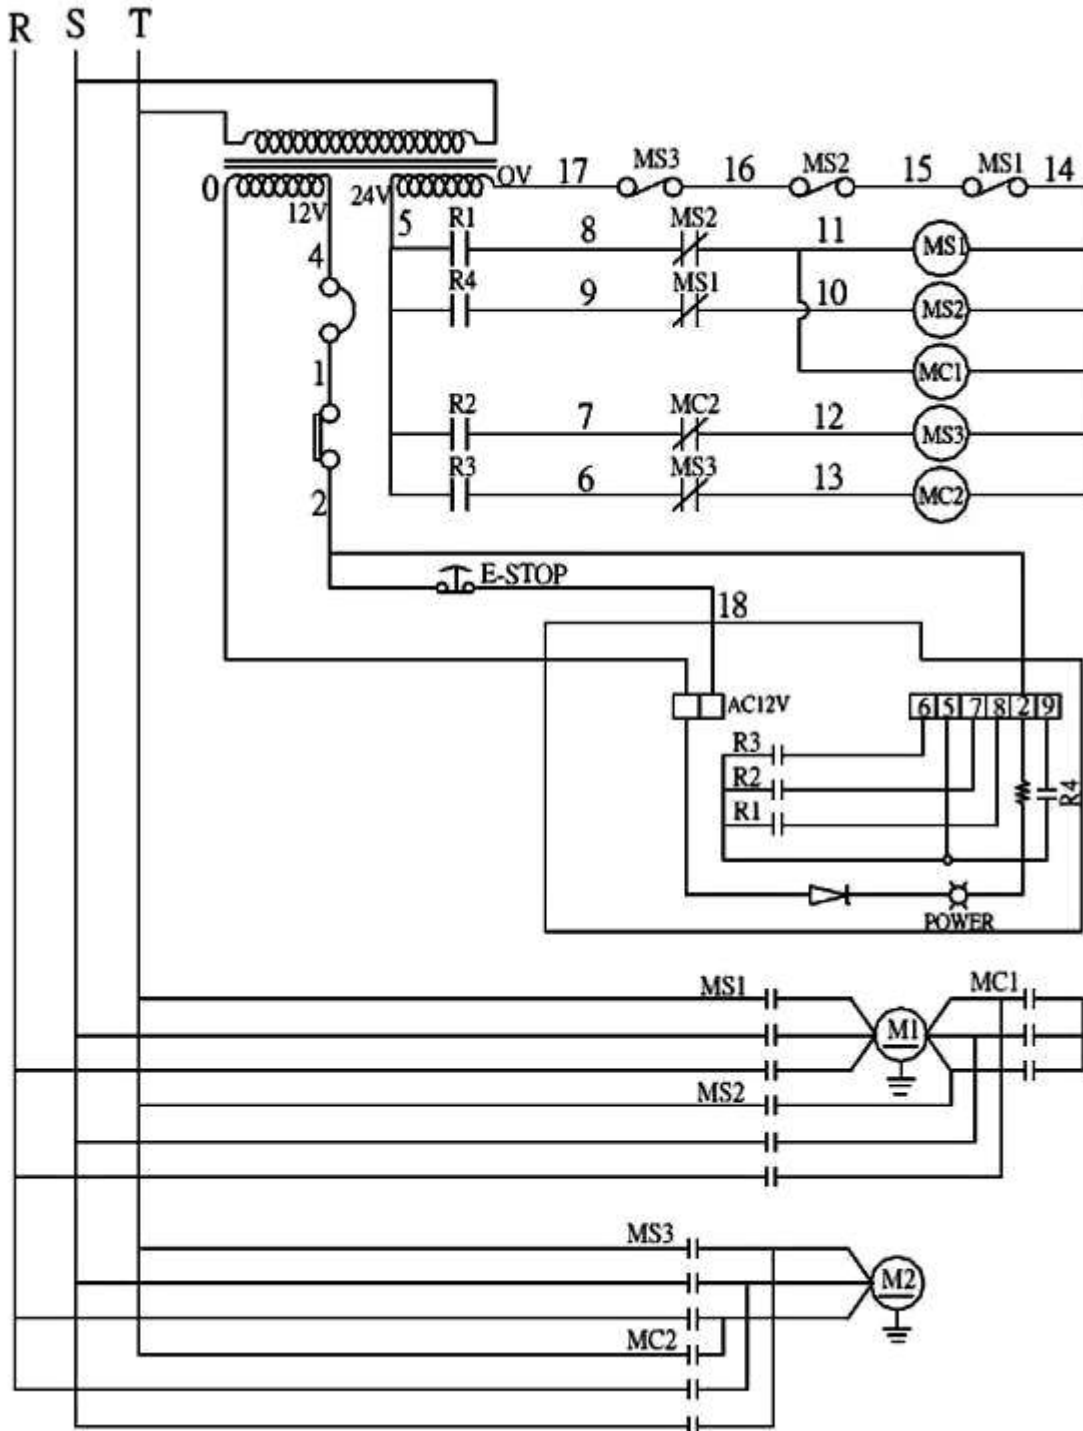 R S T
MS3 MS2 MS1
0V 17 16 15 14
0 12V 24V
5 R1 8 MS2 11 MS1
4 R4 9 MS1 10 MS2
1 MC1
R2 7 MC2 12 MS3
2 R3 6 MS3 13 MC2
E-STOP
18
AC12V 6 5 7 8 2 9
R3
R2 R4
R1
POWER
MS1 M1 MC1
MS2
MS3
M2
MC2